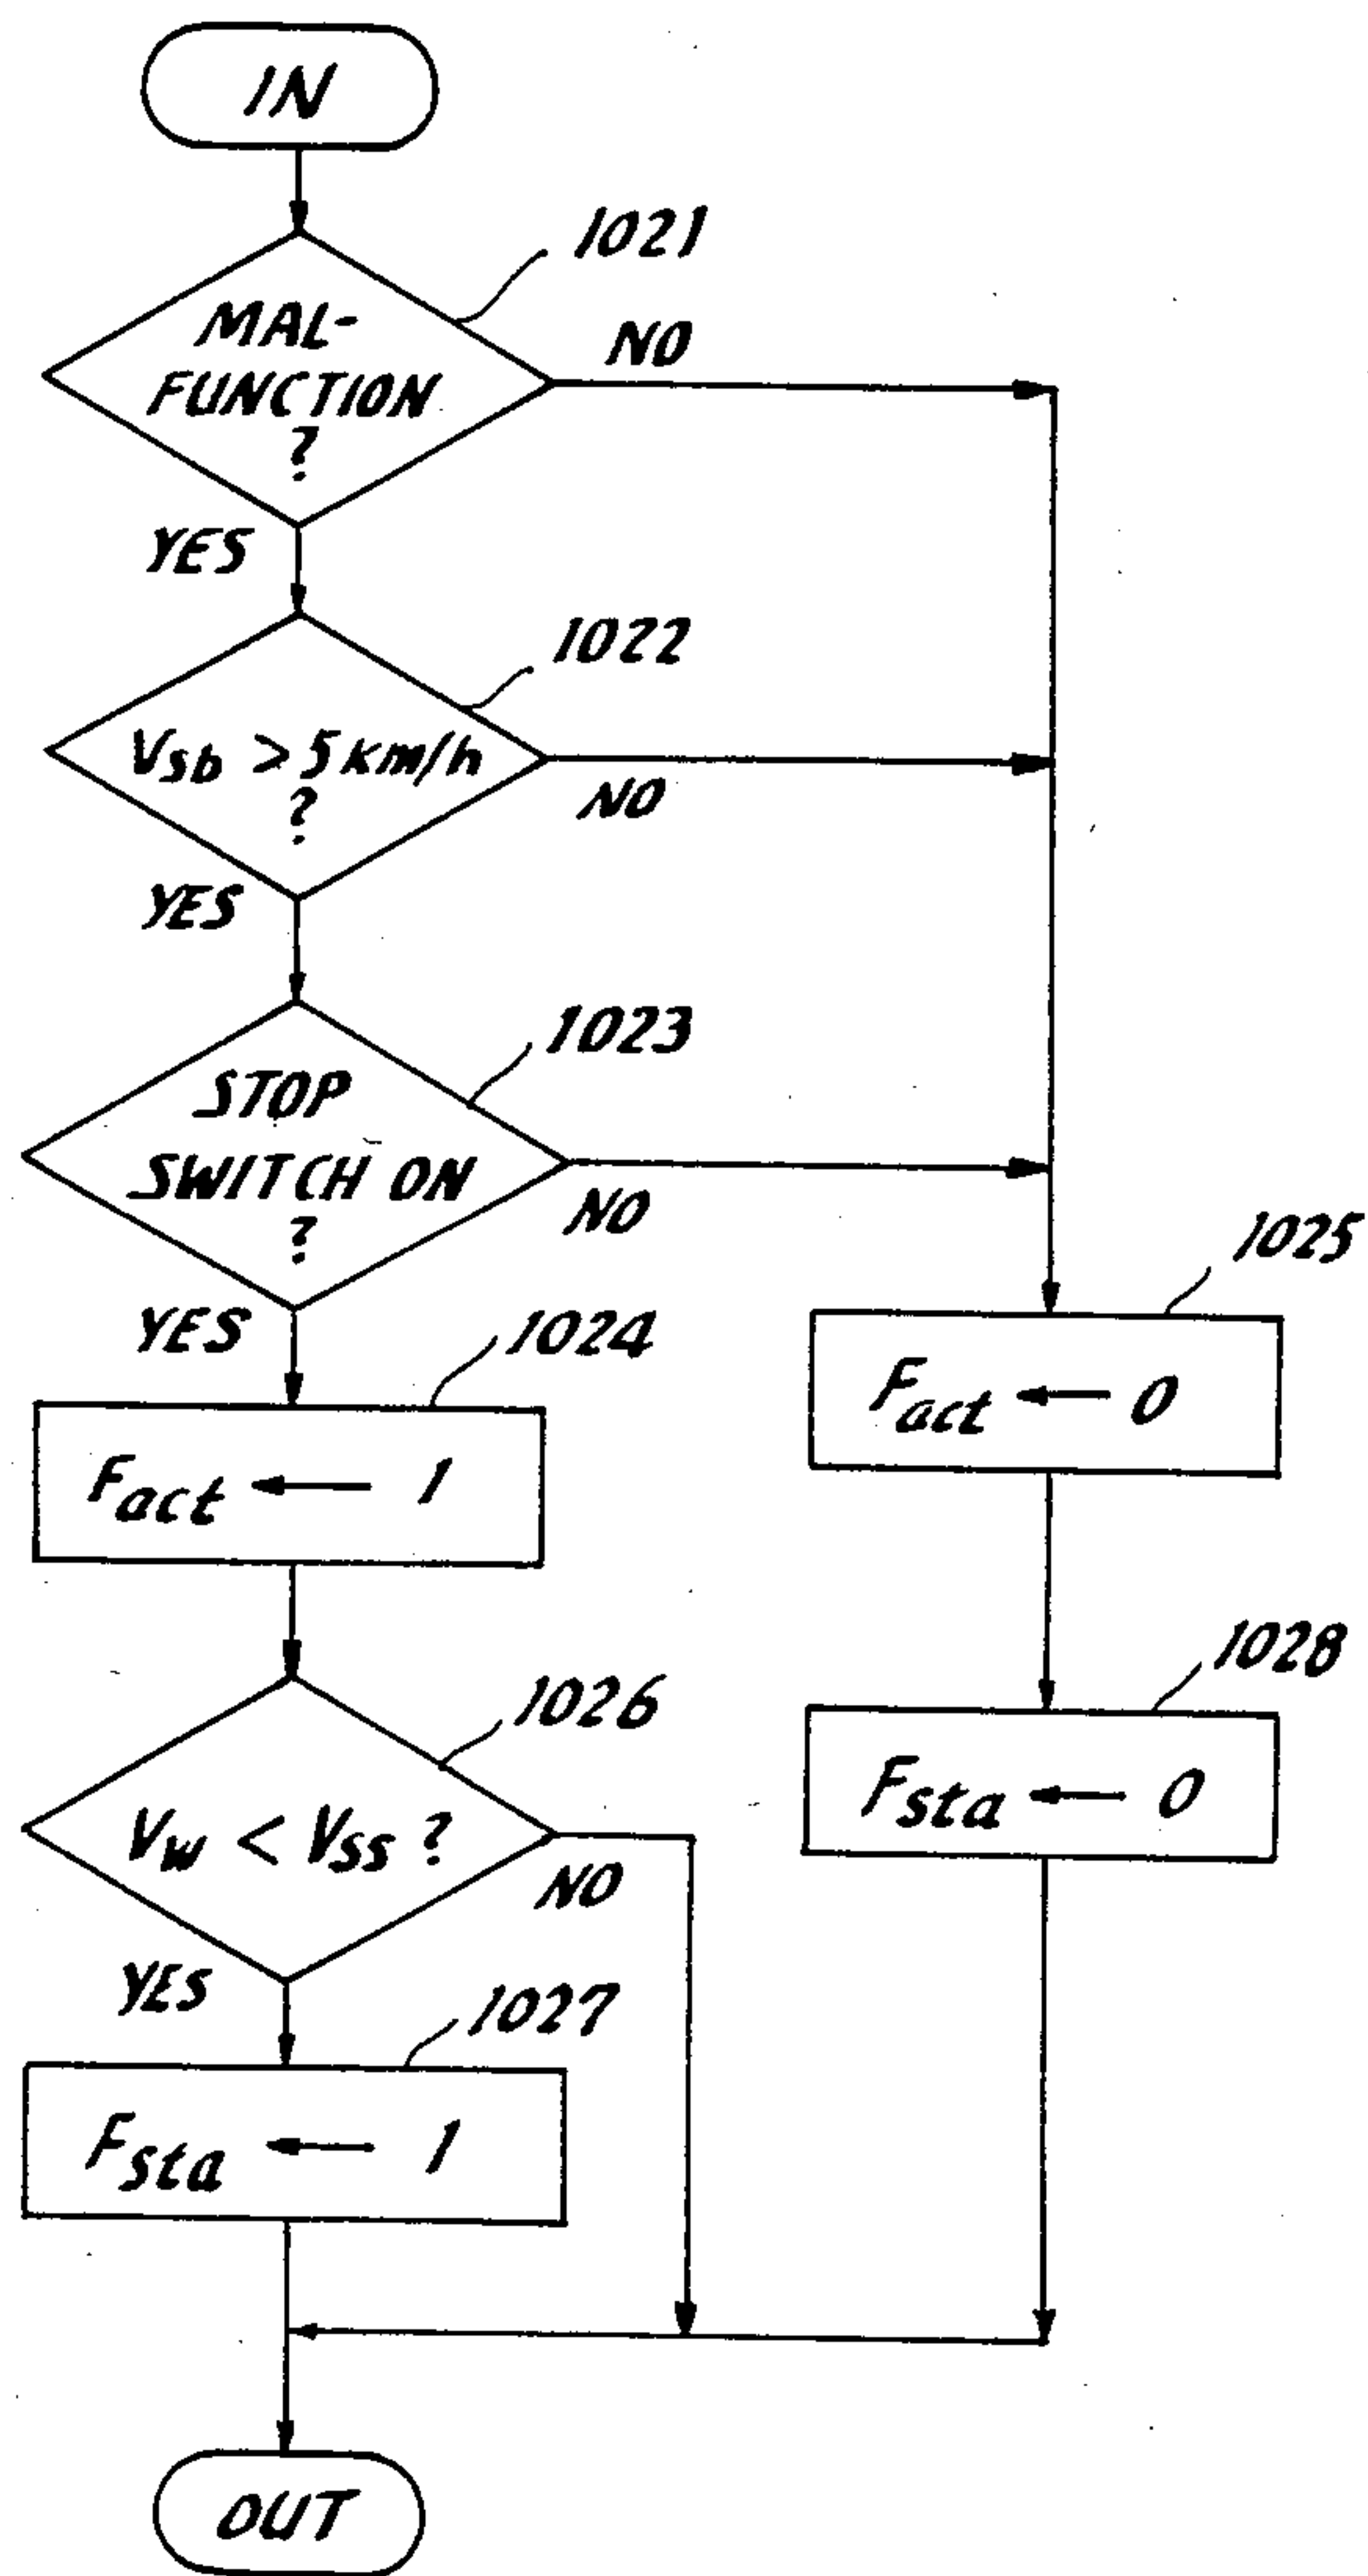 IN
1021
MAL-
FUNCTION
?
NO
YES
1022
Vsb > 5km/h
?
NO
YES
1023
STOP
SWITCH ON
?
NO
YES
1024
Fact ← 1
1025
Fact ← 0
1026
Vw < Vss ?
NO
YES
1028
Fsta ← 0
1027
Fsta ← 1
OUT